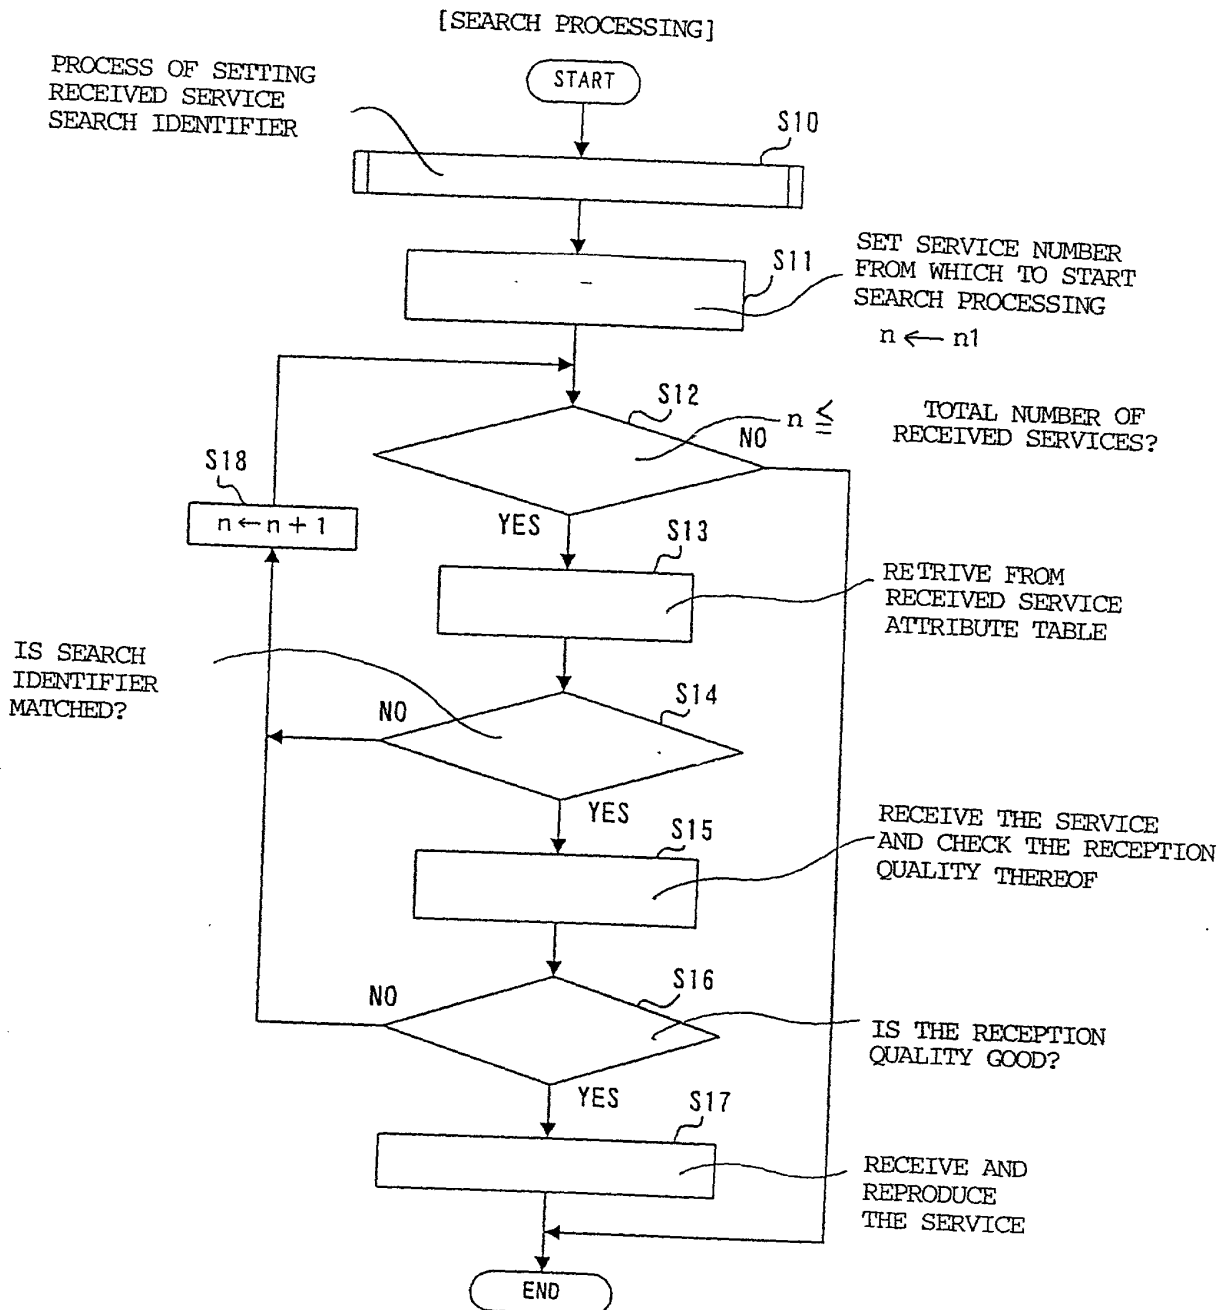 [SEARCH PROCESSING]
PROCESS OF SETTING
RECEIVED SERVICE
SEARCH IDENTIFIER
START
S10
S11
SET SERVICE NUMBER
FROM WHICH TO START
SEARCH PROCESSING
n ← n1
S12
n ≦ TOTAL NUMBER OF
RECEIVED SERVICES?
NO
S18
n ← n + 1
YES
S13
RETRIVE FROM
RECEIVED SERVICE
ATTRIBUTE TABLE
IS SEARCH
IDENTIFIER
MATCHED?
NO
S14
YES
S15
RECEIVE THE SERVICE
AND CHECK THE RECEPTION
QUALITY THEREOF
NO
S16
IS THE RECEPTION
QUALITY GOOD?
YES
S17
RECEIVE AND
REPRODUCE
THE SERVICE
END